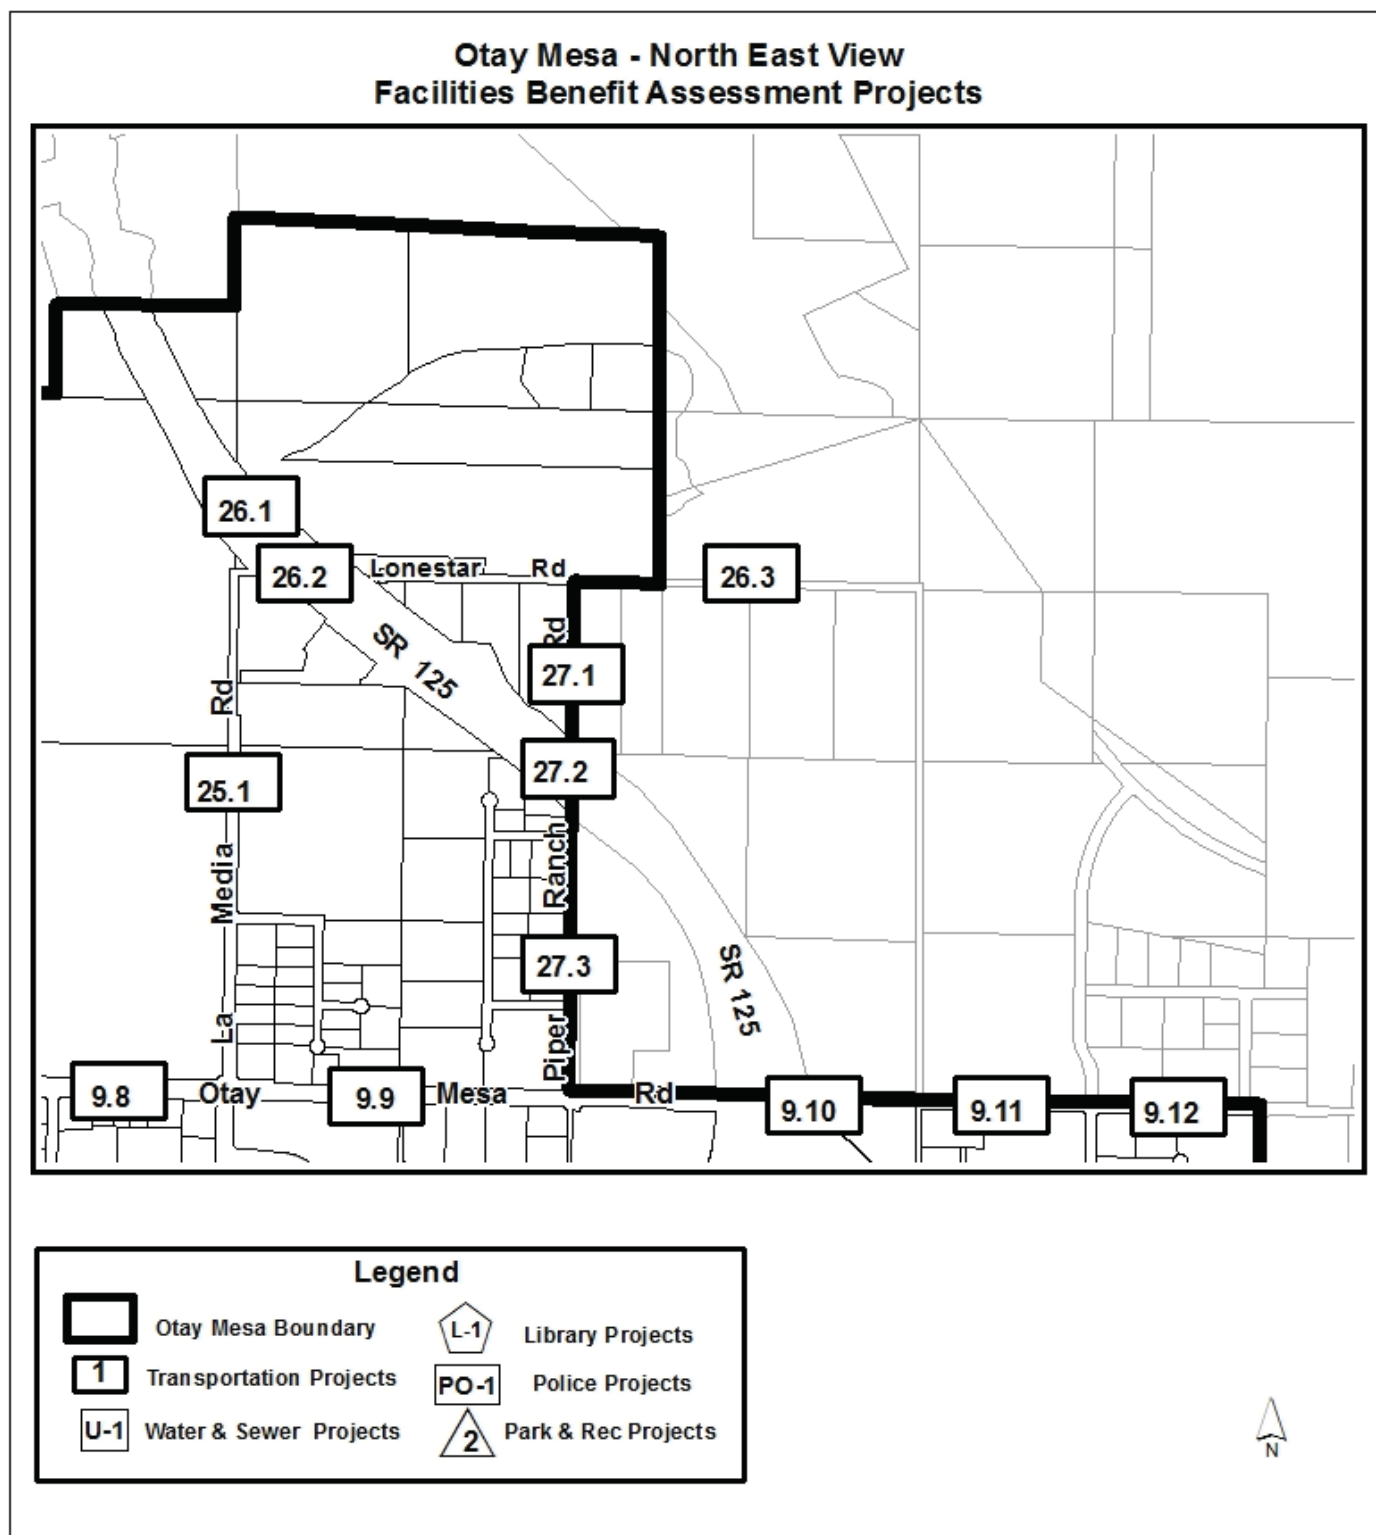 Otay Mesa - North East View
Facilities Benefit Assessment Projects
26.1
26.2
Lonestar Rd
26.3
SR 125
Rd
27.1
Rd
27.2
25.1
Ranch
Media
27.3
SR 125
La
Piper
9.8
Otay
9.9
Mesa
Rd
9.10
9.11
9.12
Legend
Otay Mesa Boundary
L-1 Library Projects
1 Transportation Projects
PO-1 Police Projects
U-1 Water & Sewer Projects
2 Park & Rec Projects
N